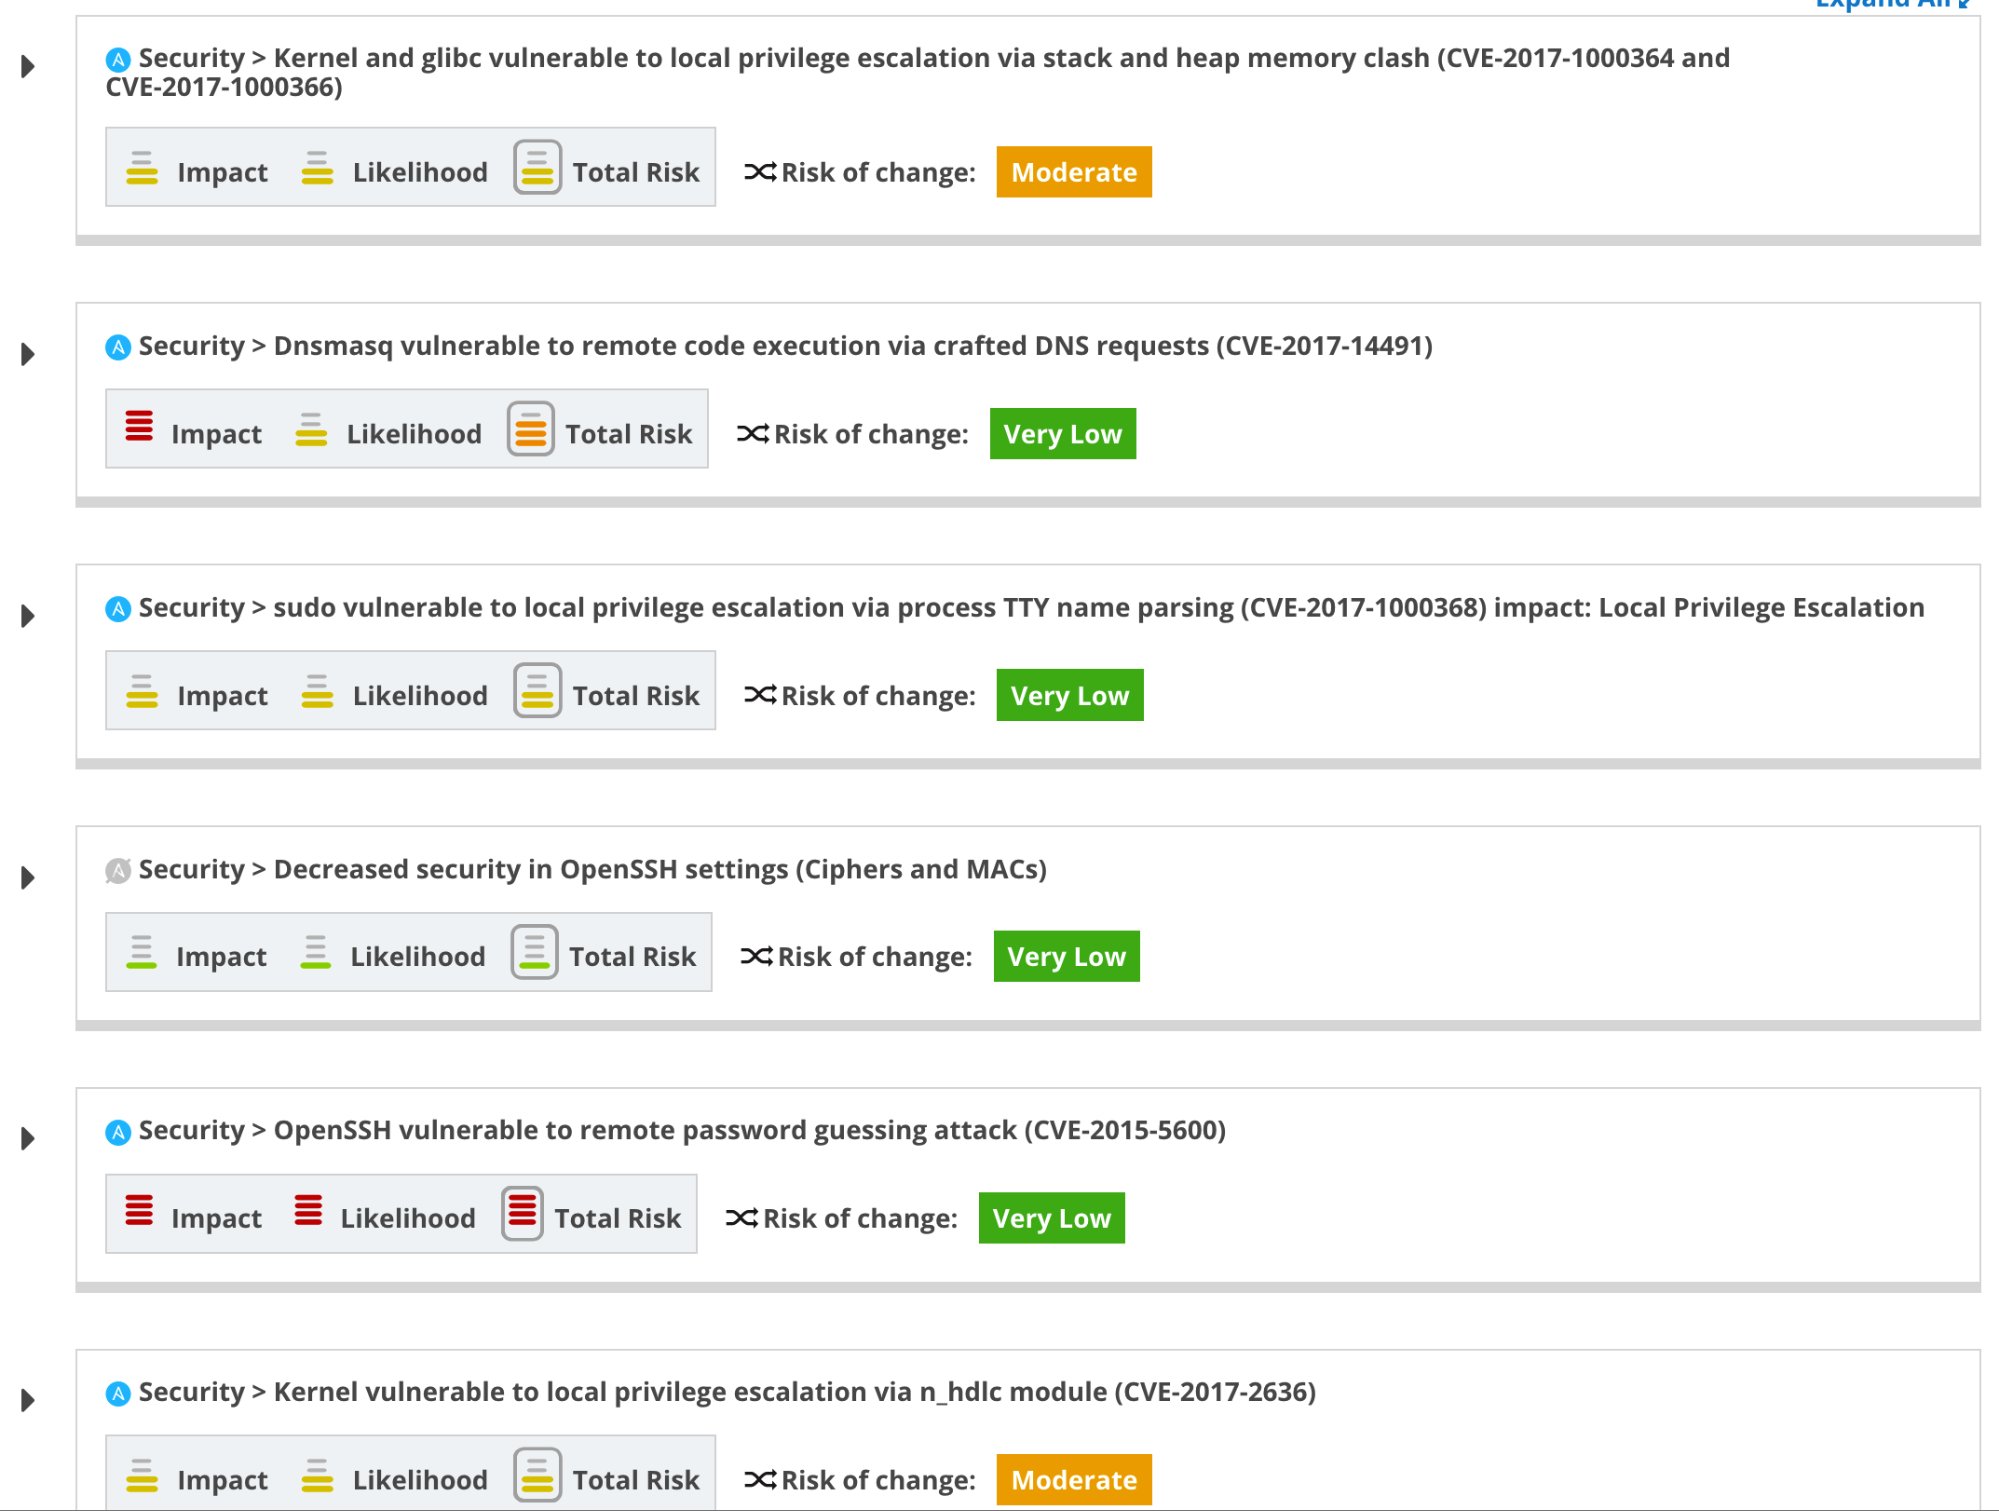 Expand All
Security > Kernel and glibc vulnerable to local privilege escalation via stack and heap memory clash (CVE-2017-1000364 and
CVE-2017-1000366)
Impact Likelihood Total Risk Risk of change: Moderate
Security > Dnsmasq vulnerable to remote code execution via crafted DNS requests (CVE-2017-14491)
Impact Likelihood Total Risk Risk of change: Very Low
Security > sudo vulnerable to local privilege escalation via process TTY name parsing (CVE-2017-1000368) impact: Local Privilege Escalation
Impact Likelihood Total Risk Risk of change: Very Low
Security > Decreased security in OpenSSH settings (Ciphers and MACs)
Impact Likelihood Total Risk Risk of change: Very Low
Security > OpenSSH vulnerable to remote password guessing attack (CVE-2015-5600)
Impact Likelihood Total Risk Risk of change: Very Low
Security > Kernel vulnerable to local privilege escalation via n_hdlc module (CVE-2017-2636)
Impact Likelihood Total Risk Risk of change: Moderate